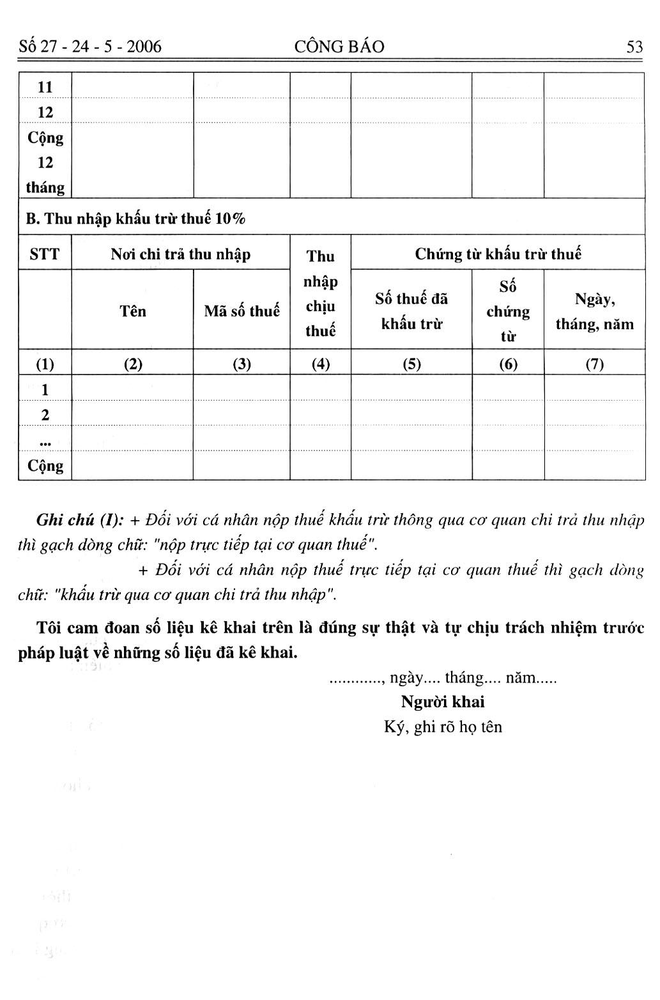 Số 27 - 24 - 5 - 2006 CÔNG BÁO 53
11
12
Cộng
12
tháng
B. Thu nhập khấu trừ thuế 10%
STT Nơi chi trả thu nhập Thu nhập chịu thuế Chứng từ khấu trừ thuế
Tên Mã số thuế Số thuế đã khấu trừ Số chứng từ Ngày, tháng, năm
(1) (2) (3) (4) (5) (6) (7)
1
2
...
Cộng
Ghi chú (I): + Đối với cá nhân nộp thuế khấu trừ thông qua cơ quan chi trả thu nhập
thì gạch dòng chữ: "nộp trực tiếp tại cơ quan thuế".
+ Đối với cá nhân nộp thuế trực tiếp tại cơ quan thuế thì gạch dòng
chữ: "khấu trừ qua cơ quan chi trả thu nhập".
Tôi cam đoan số liệu kê khai trên là đúng sự thật và tự chịu trách nhiệm trước
pháp luật về những số liệu đã kê khai.
............, ngày.... tháng.... năm.....
Người khai
Ký, ghi rõ họ tên